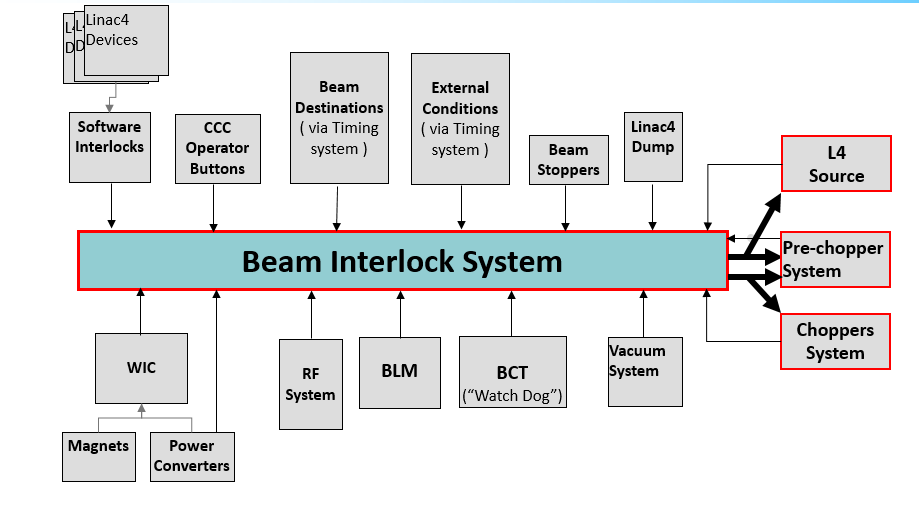 L4
D
L4
D
Linac4
Devices
Software
Interlocks
CCC
Operator
Buttons
Beam
Destinations
( via Timing
system )
External
Conditions
( via Timing
system )
Beam
Stoppers
Linac4
Dump
L4
Source
Beam Interlock System
Pre-chopper
System
Choppers
System
WIC
RF
System
BLM
BCT
(“Watch Dog”)
Vacuum
System
Magnets
Power
Converters